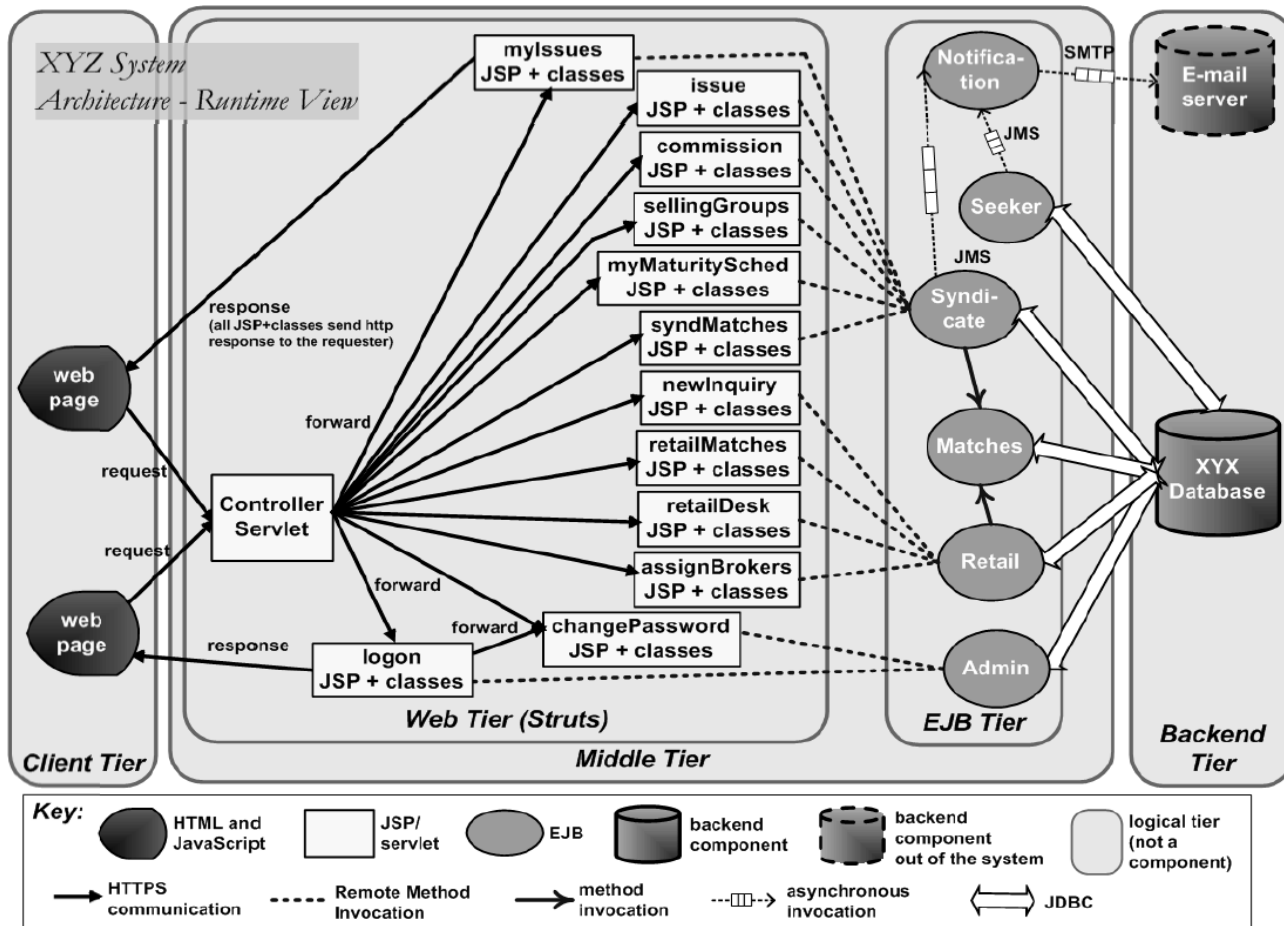 XYZ System
Architecture - Runtime View
myIssues
JSP + classes
issue
JSP + classes
commission
JSP + classes
sellingGroups
JSP + classes
myMaturitySched
JSP + classes
syndMatches
JSP + classes
newInquiry
JSP + classes
retailMatches
JSP + classes
retailDesk
JSP + classes
assignBrokers
JSP + classes
changePassword
JSP + classes
logon
JSP + classes
response
(all JSP+classes send http
response to the requester)
web
page
request
forward
Controller
Servlet
request
web
page
response
forward
forward
Notifica-
tion
SMTP
E-mail
server
JMS
Seeker
JMS
Syndi-
cate
Matches
Retail
Admin
XYX
Database
Web Tier (Struts)
EJB Tier
Client Tier
Middle Tier
Backend
Tier
Key:
HTML and
JavaScript
JSP/
servlet
EJB
backend
component
backend
component
out of the system
logical tier
(not a
component)
HTTPS
communication
Remote Method
Invocation
method
invocation
asynchronous
invocation
JDBC